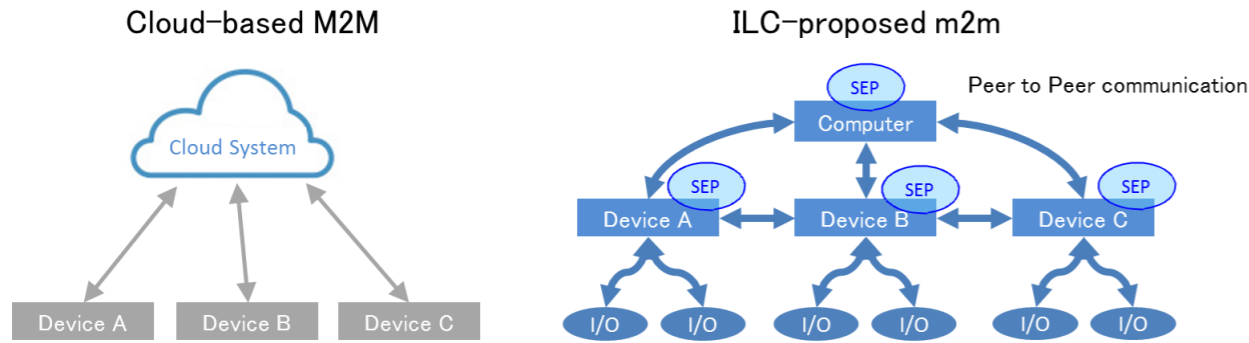 Cloud-based M2M
Cloud System
Device A
Device B
Device C
ILC-proposed m2m
Peer to Peer communication
SEP
Computer
SEP
SEP
SEP
Device A
Device B
Device C
I/O
I/O
I/O
I/O
I/O
I/O